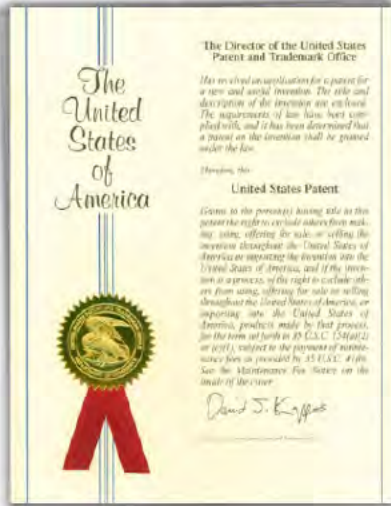 The
United
States
of
America
The Director of the United States
Patent and Trademark Office
Has received an application for a patent for
a new and useful invention. The title and
description of the invention are enclosed.
The requirements of law have been com-
plied with, and it has been determined that
a patent on the invention shall be granted
under the law.
Therefore, this
United States Patent
Grants to the person(s) having title to this
patent the right to exclude others from mak-
ing, using, offering for sale, or selling the
invention throughout the United States of
America or importing the invention into the
United States of America, and if the inven-
tion is a process, of the right to exclude oth-
ers from using, offering for sale or selling
throughout the United States of America, or
importing into the United States of
America, products made by that process,
for the term set forth in 35 U.S.C. 154(a)(2)
or (c)(1), subject to the payment of mainte-
nance fees as provided by 35 U.S.C. 41(b).
See the Maintenance Fee Notice on the
inside of the cover.
David J. Kappos